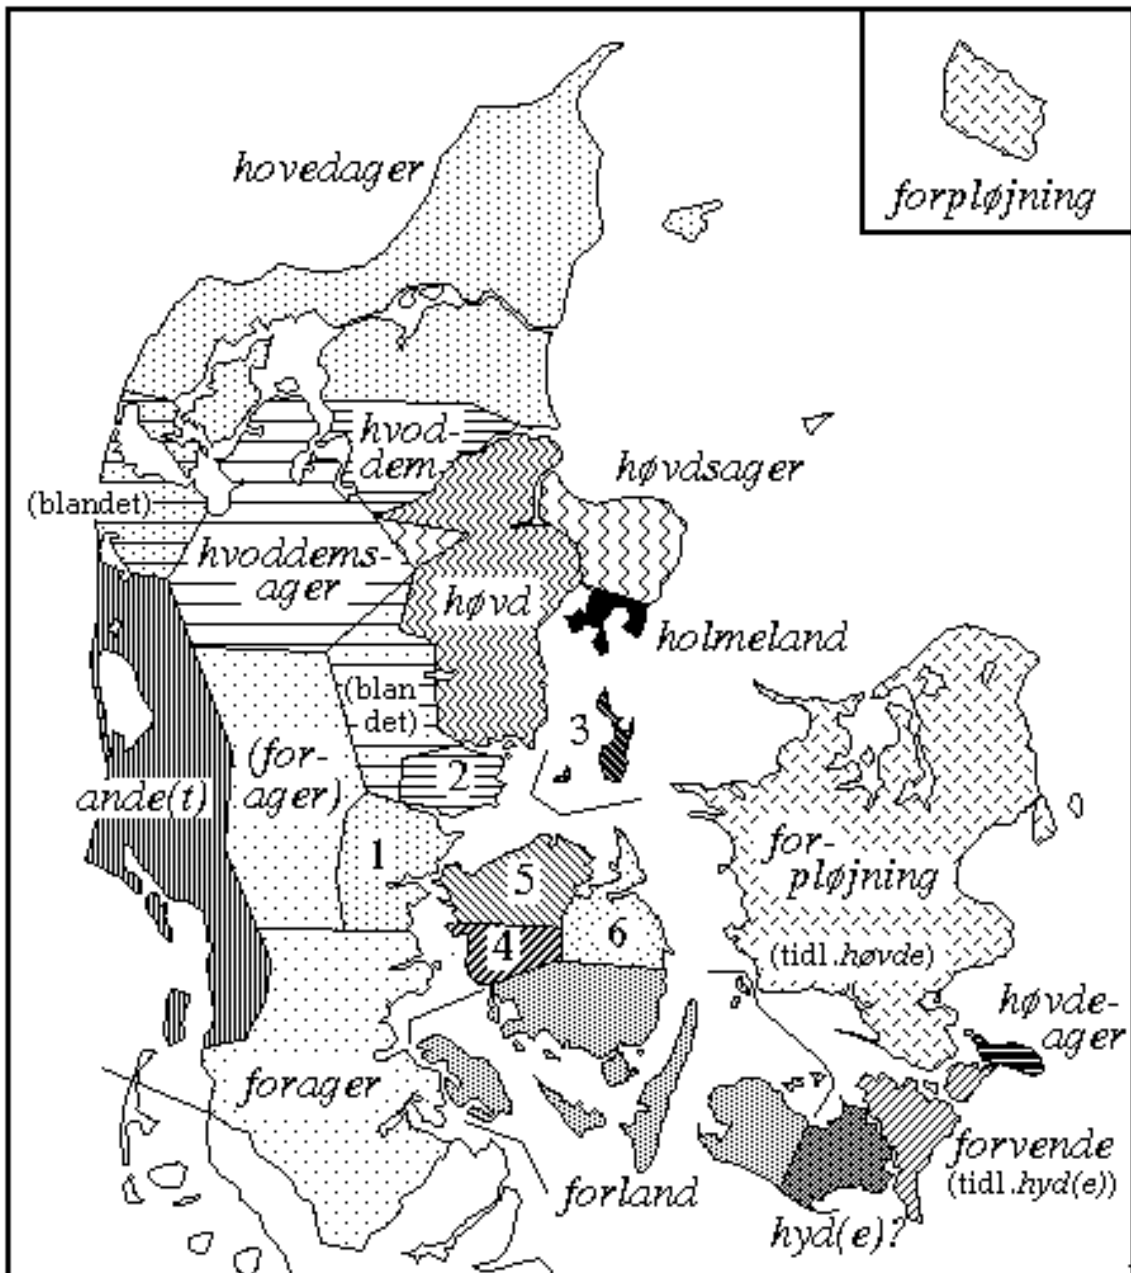 hovedager
forpløjning
hvod-
dem
høvdsager
(blandet)
hvoddems-
ager
høvd
holmeland
(blan
det)
3
(for-
ager)
2
ande(t)
1
for-
pløjning
5
6
4
(tidl.høvde)
høvde-
ager
forager
forvende
(tidl.hyd(e))
forland
hyd(e)?